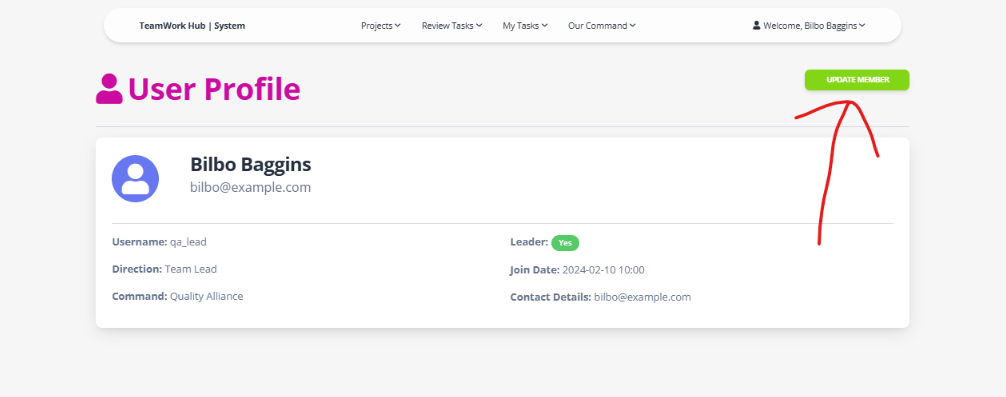 TeamWork Hub | System Projects Review Tasks My Tasks Our Command Welcome, Bilbo Baggins
User Profile
UPDATE MEMBER
Bilbo Baggins
bilbo@example.com
Username: qa_lead
Leader: Yes
Direction: Team Lead
Join Date: 2024-02-10 10:00
Command: Quality Alliance
Contact Details: bilbo@example.com